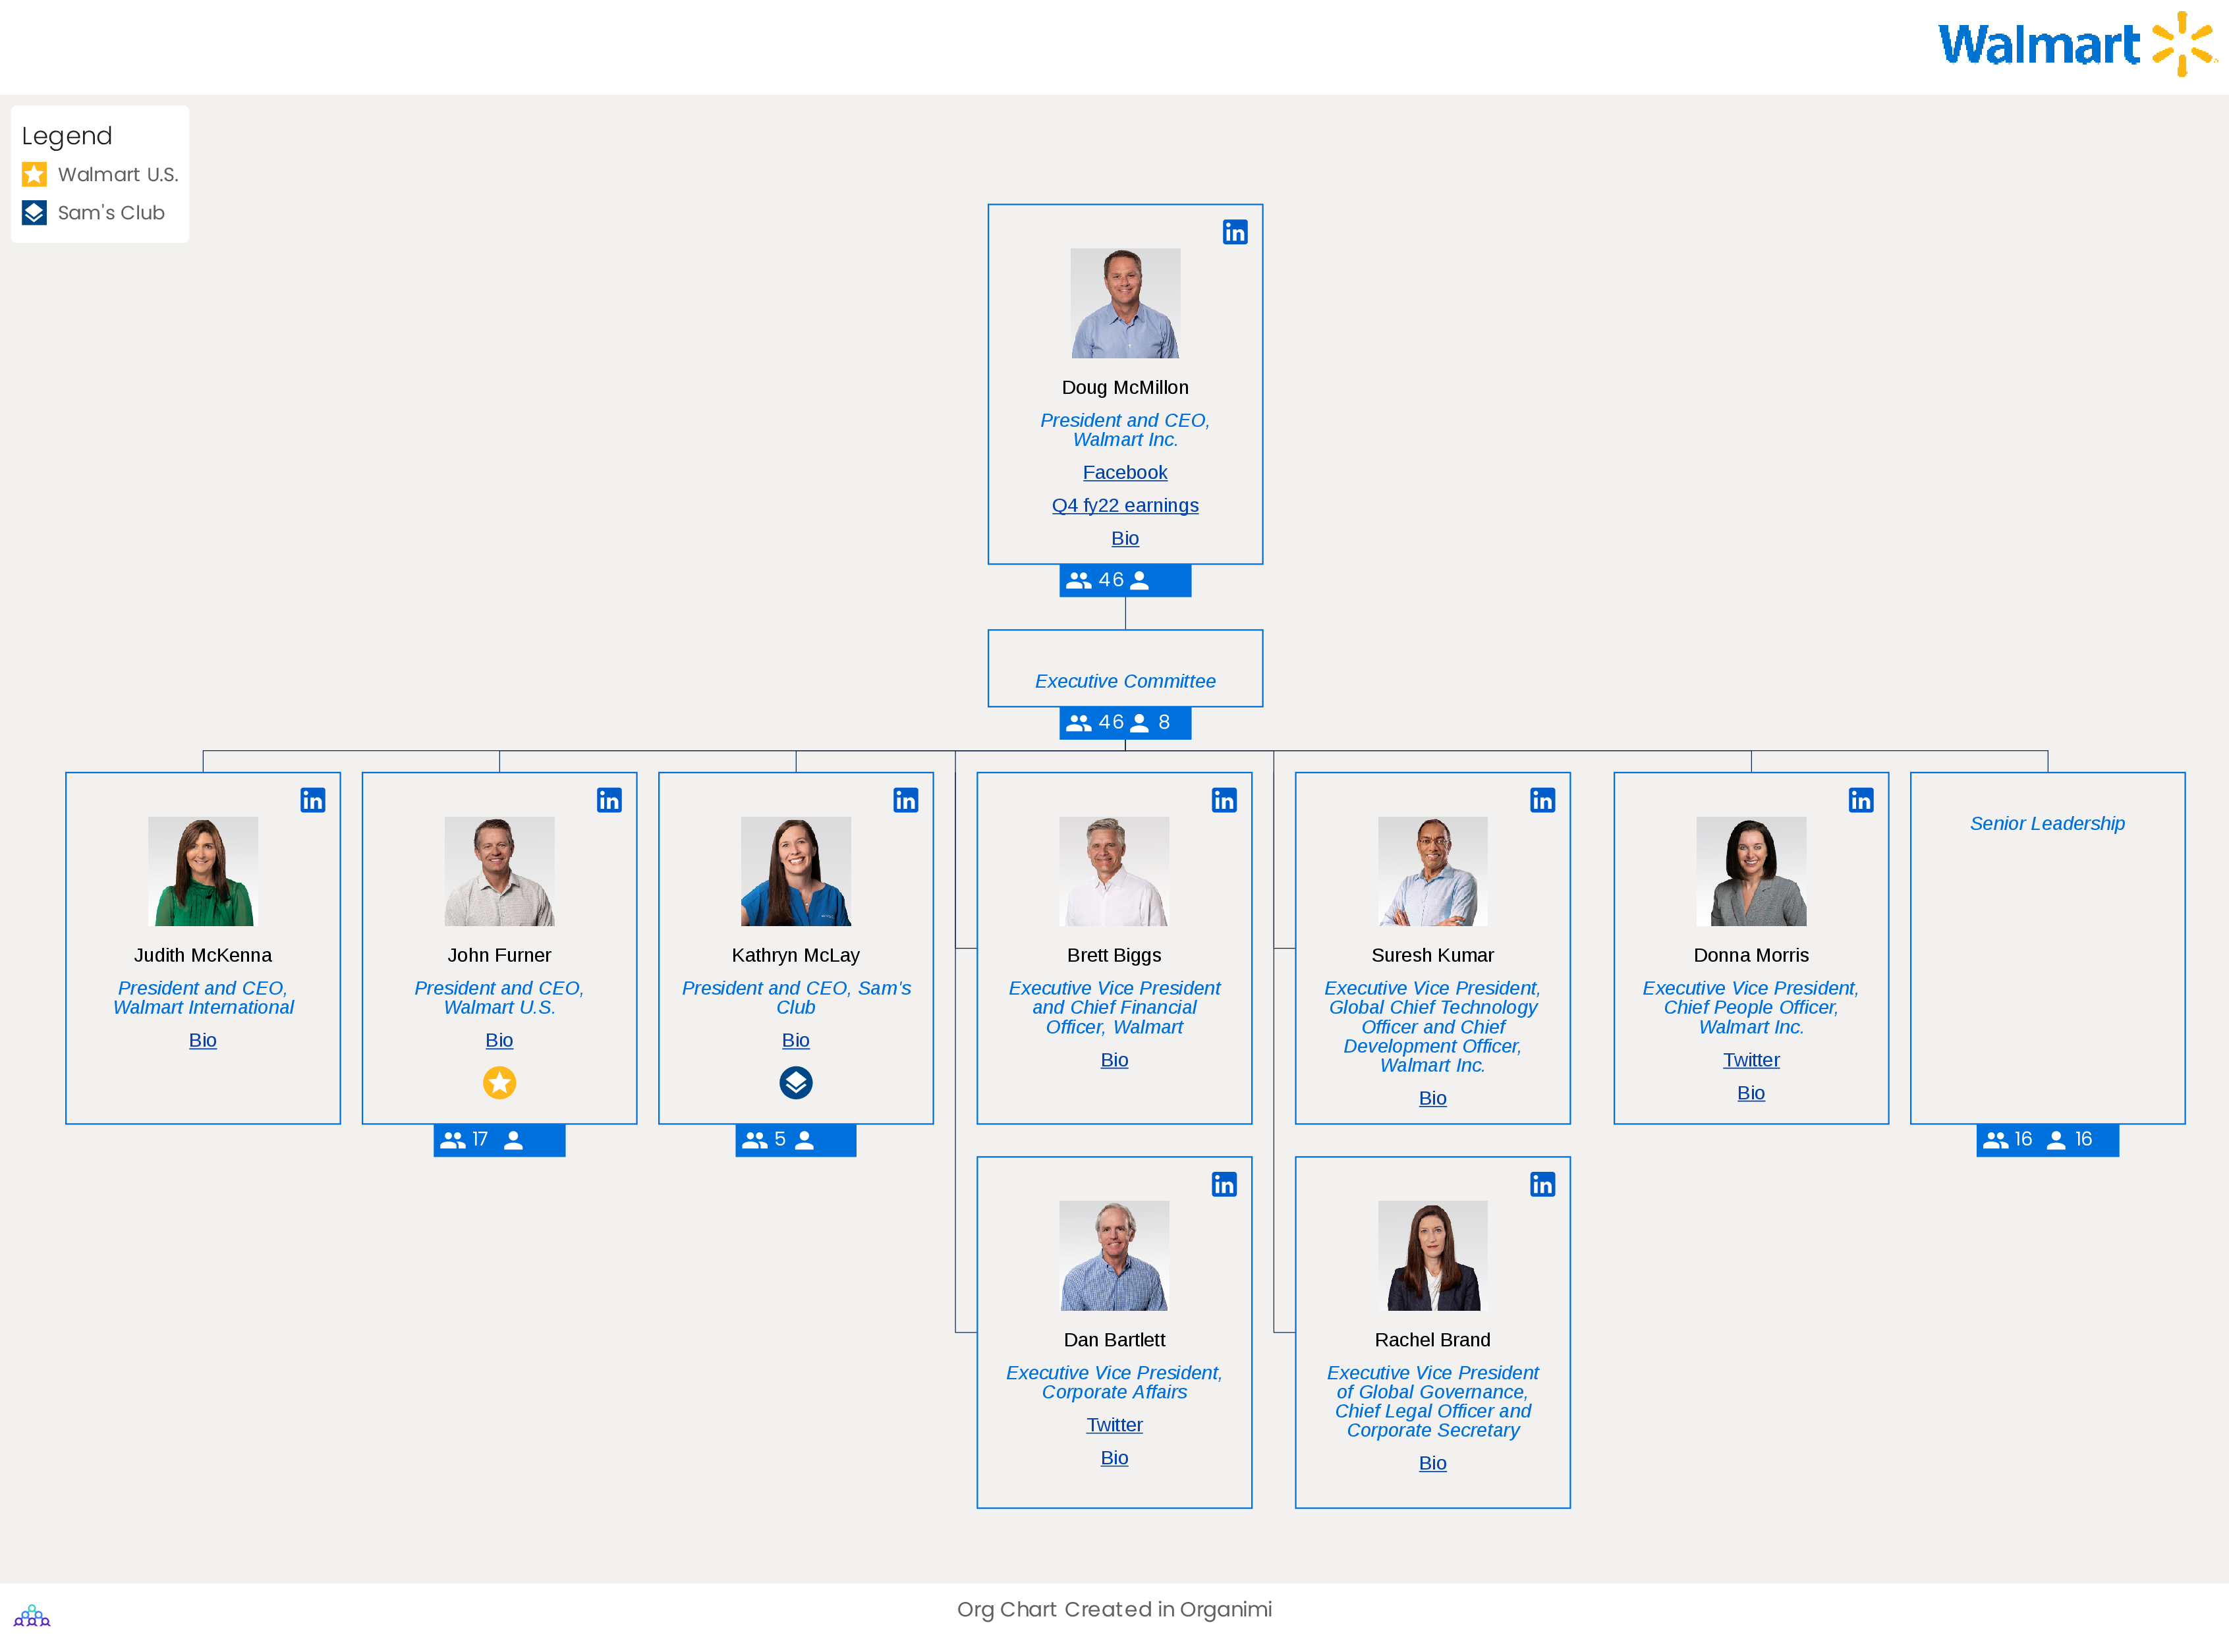 Walmart
Legend
Walmart U.S.
Sam's Club
Doug McMillon
President and CEO,
Walmart Inc.
Facebook
Q4 fy22 earnings
Bio
46
Executive Committee
46 8
Judith McKenna
President and CEO,
Walmart International
Bio
John Furner
President and CEO,
Walmart U.S.
Bio
17
Kathryn McLay
President and CEO, Sam's
Club
Bio
5
Brett Biggs
Executive Vice President
and Chief Financial
Officer, Walmart
Bio
Suresh Kumar
Executive Vice President,
Global Chief Technology
Officer and Chief
Development Officer,
Walmart Inc.
Bio
Donna Morris
Executive Vice President,
Chief People Officer,
Walmart Inc.
Twitter
Bio
Senior Leadership
16 16
Dan Bartlett
Executive Vice President,
Corporate Affairs
Twitter
Bio
Rachel Brand
Executive Vice President
of Global Governance,
Chief Legal Officer and
Corporate Secretary
Bio
Org Chart Created in Organimi